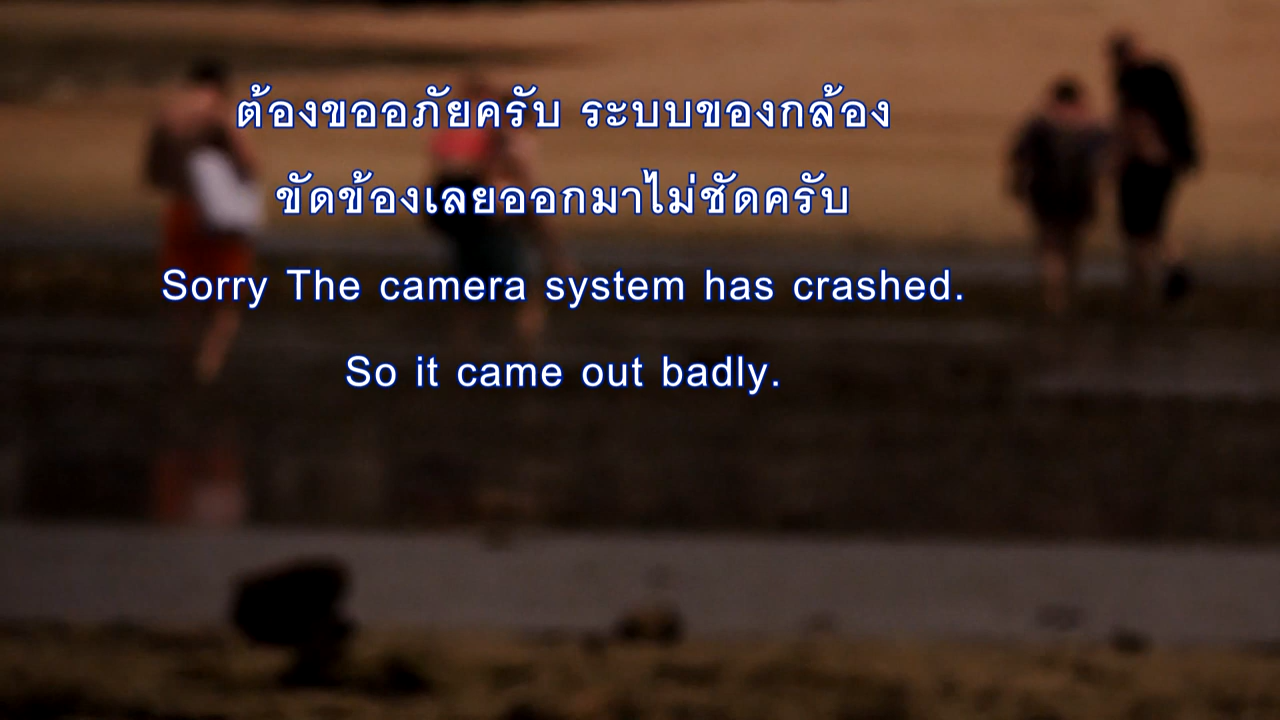 ต้องขออภัยครับ ระบบของกล้อง
ขัดข้องเลยออกมาไม่ชัดครับ
Sorry The camera system has crashed.
So it came out badly.